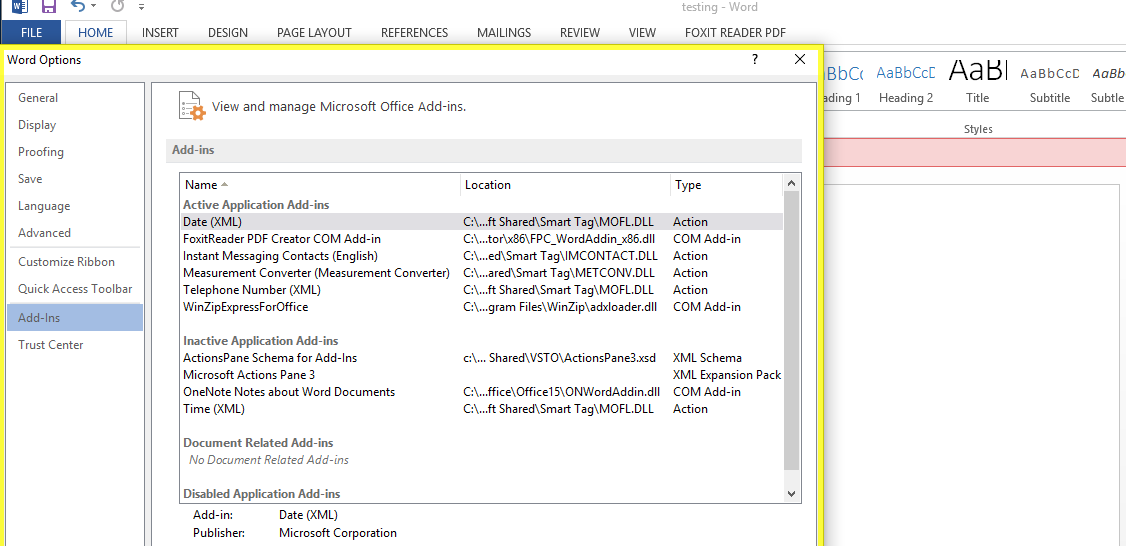 testing - Word
FILE HOME INSERT DESIGN PAGE LAYOUT REFERENCES MAILINGS REVIEW VIEW FOXIT READER PDF
Word Options ? ✕
General
Display
Proofing
Save
Language
Advanced
Customize Ribbon
Quick Access Toolbar
Add-Ins
Trust Center
View and manage Microsoft Office Add-ins.
Add-ins
Name Location Type
Active Application Add-ins
Date (XML) C:\...ft Shared\Smart Tag\MOFL.DLL Action
FoxitReader PDF Creator COM Add-in C:\...tor\x86\FPC_WordAddin_x86.dll COM Add-in
Instant Messaging Contacts (English) C:\...ed\Smart Tag\IMCONTACT.DLL Action
Measurement Converter (Measurement Converter) C:\...ared\Smart Tag\METCONV.DLL Action
Telephone Number (XML) C:\...ft Shared\Smart Tag\MOFL.DLL Action
WinZipExpressForOffice C:\...gram Files\WinZip\adxloader.dll COM Add-in
Inactive Application Add-ins
ActionsPane Schema for Add-Ins c:\... Shared\VSTO\ActionsPane3.xsd XML Schema
Microsoft Actions Pane 3 XML Expansion Pack
OneNote Notes about Word Documents C:\...ffice\Office15\ONWordAddin.dll COM Add-in
Time (XML) C:\...ft Shared\Smart Tag\MOFL.DLL Action
Document Related Add-ins
No Document Related Add-ins
Disabled Application Add-ins
Add-in: Date (XML)
Publisher: Microsoft Corporation
AaBbCcD AaBbCcD AaBb
ading 1 Heading 2 Title Subtitle Subtle
Styles